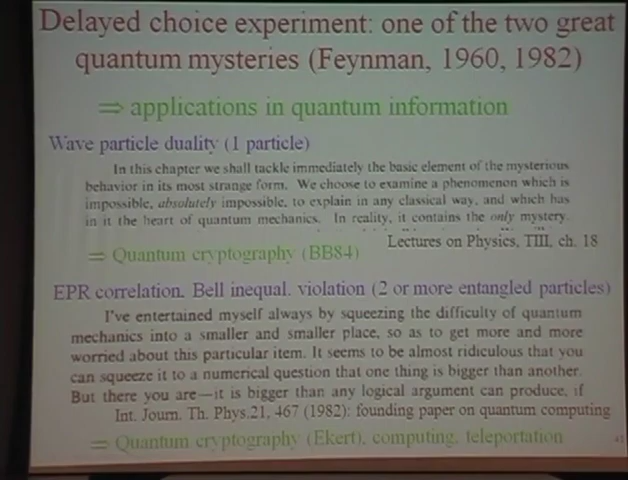 Delayed choice experiment: one of the two great
quantum mysteries (Feynman, 1960, 1982)
⇒ applications in quantum information
Wave particle duality (1 particle)
In this chapter we shall tackle immediately the basic element of the mysterious
behavior in its most strange form. We choose to examine a phenomenon which is
impossible, absolutely impossible, to explain in any classical way, and which has
in it the heart of quantum mechanics. In reality, it contains the only mystery.
Lectures on Physics, TIII, ch. 18
⇒ Quantum cryptography (BB84)
EPR correlation. Bell inequal. violation (2 or more entangled particles)
I've entertained myself always by squeezing the difficulty of quantum
mechanics into a smaller and smaller place, so as to get more and more
worried about this particular item. It seems to be almost ridiculous that you
can squeeze it to a numerical question that one thing is bigger than another.
But there you are—it is bigger than any logical argument can produce, if
Int. Journ. Th. Phys.21, 467 (1982): founding paper on quantum computing
⇒ Quantum cryptography (Ekert), computing, teleportation